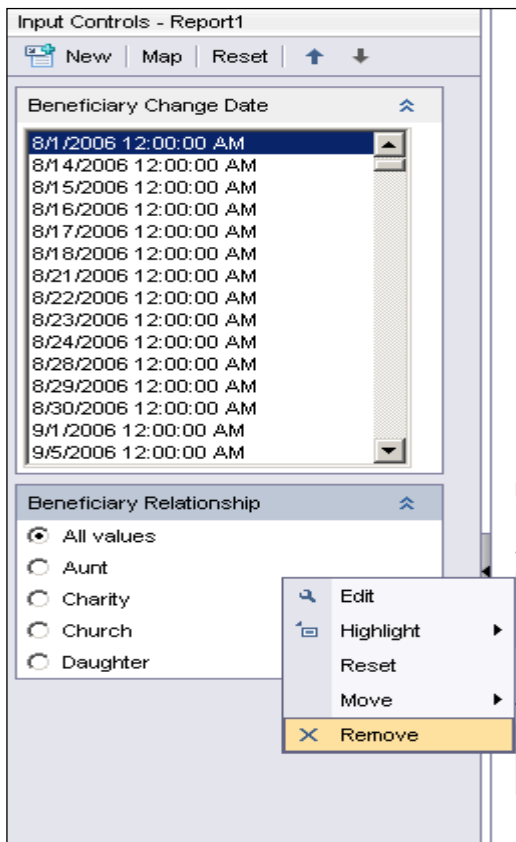 Input Controls - Report1
New | Map | Reset |
Beneficiary Change Date
8/1/2006 12:00:00 AM
8/14/2006 12:00:00 AM
8/15/2006 12:00:00 AM
8/16/2006 12:00:00 AM
8/17/2006 12:00:00 AM
8/18/2006 12:00:00 AM
8/21/2006 12:00:00 AM
8/22/2006 12:00:00 AM
8/23/2006 12:00:00 AM
8/24/2006 12:00:00 AM
8/28/2006 12:00:00 AM
8/29/2006 12:00:00 AM
8/30/2006 12:00:00 AM
9/1/2006 12:00:00 AM
9/5/2006 12:00:00 AM
Beneficiary Relationship
All values
Aunt
Charity
Church
Daughter
Edit
Highlight
Reset
Move
Remove